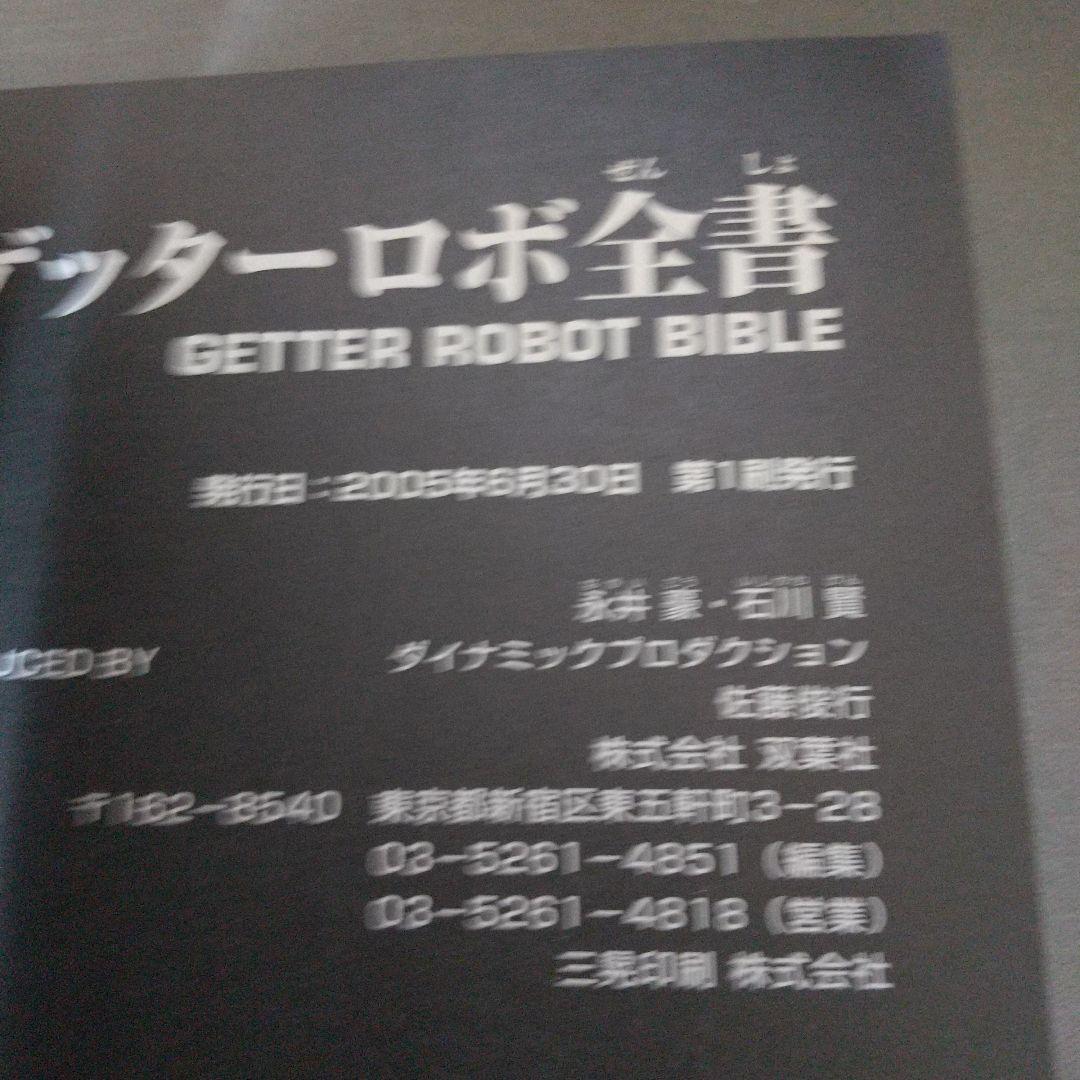 ぜん しょ
ゲッターロボ全書
GETTER ROBOT BIBLE
発行日：2005年6月30日 第1刷発行
永井 豪・石川 賢
UCED BY ダイナミックプロダクション
佐藤俊行
株式会社 双葉社
〒162-8540 東京都新宿区東五軒町3-28
03-5261-4851（編集）
03-5261-4818（営業）
三晃印刷 株式会社